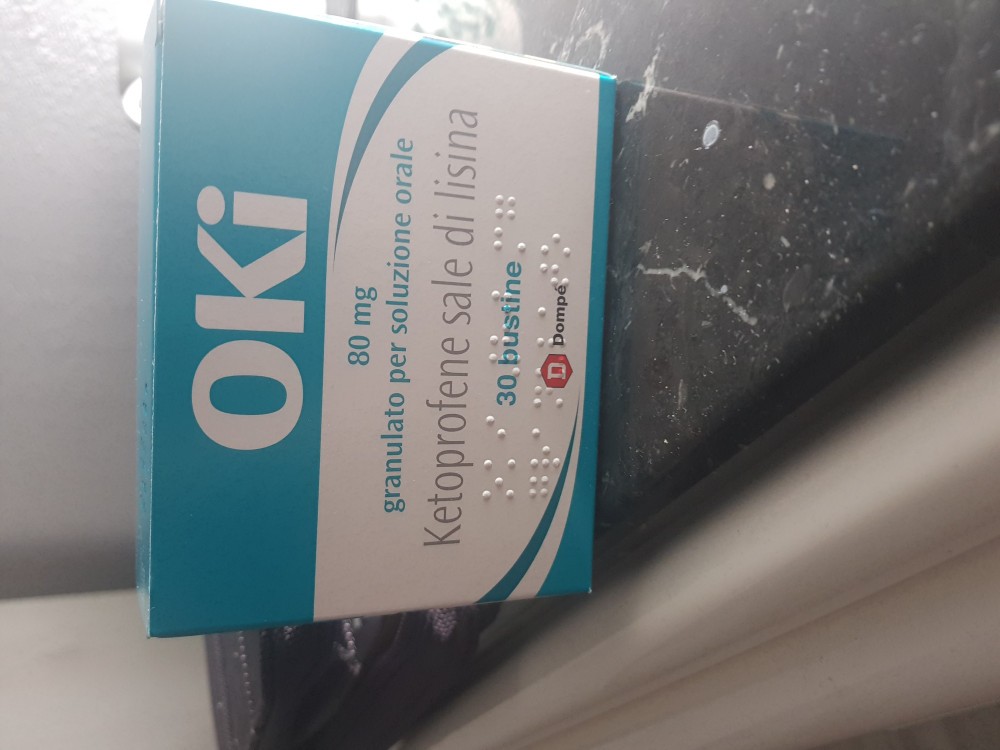 Oki
80 mg
granulato per soluzione orale
Ketoprofene sale di lisina
30 bustine
D Dompé